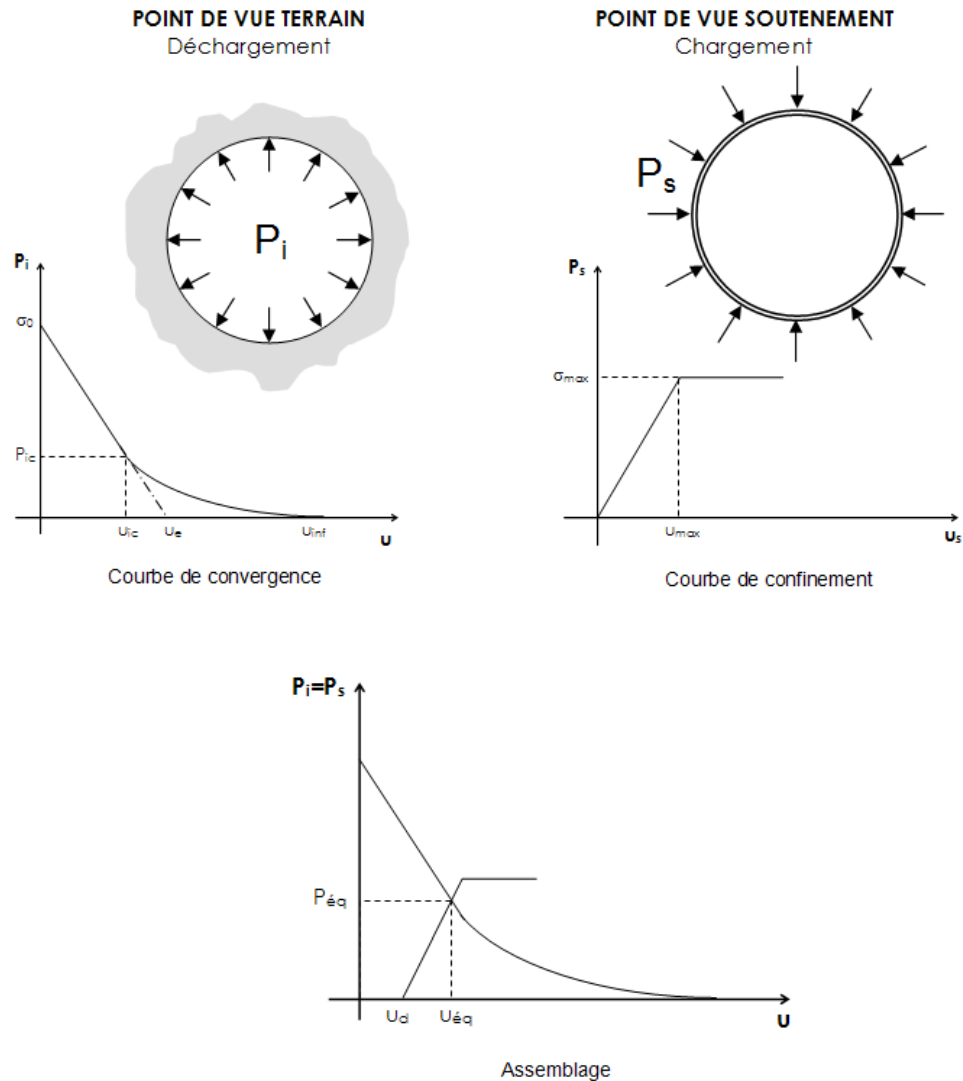 POINT DE VUE TERRAIN
Déchargement
POINT DE VUE SOUTENEMENT
Chargement
Pi
Pi
σ0
Pic
uic
ue
uinf
u
Courbe de convergence
Ps
Ps
σmax
umax
us
Courbe de confinement
Pi=Ps
Péq
Ud
Uéq
U
Assemblage